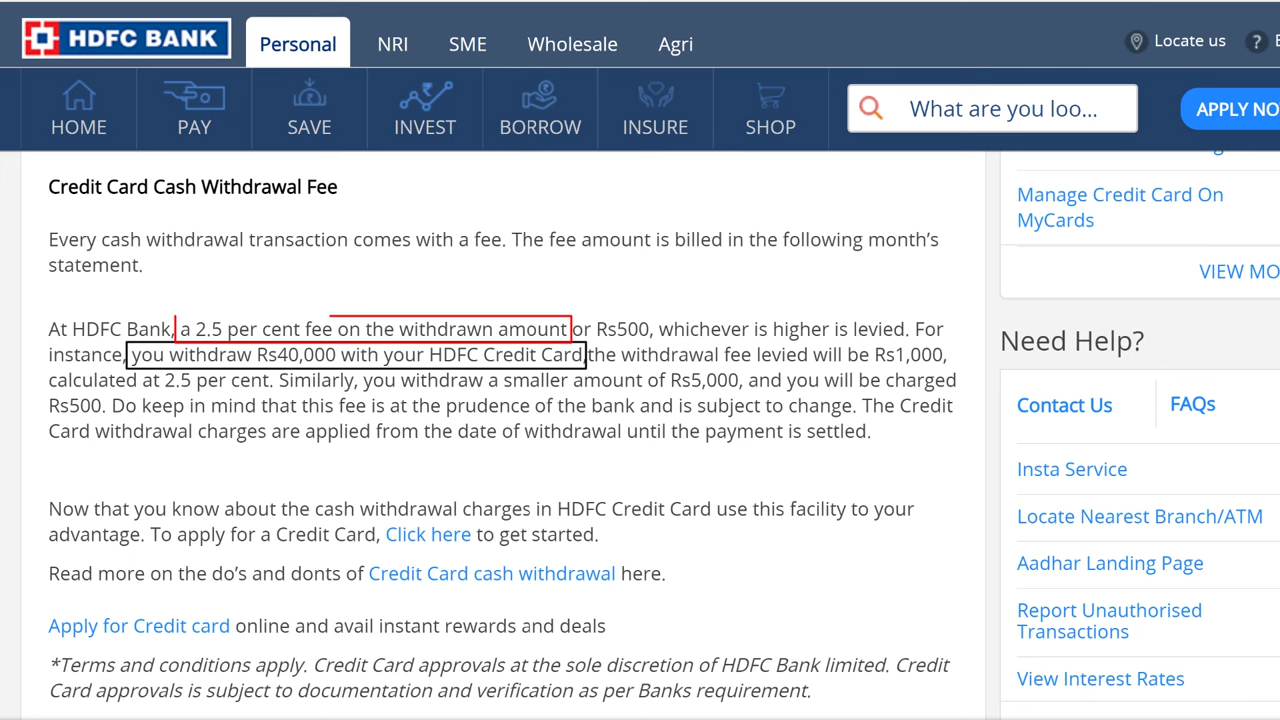 HDFC BANK
Personal
NRI
SME
Wholesale
Agri
Locate us
?
HOME
PAY
SAVE
INVEST
BORROW
INSURE
SHOP
What are you loo...
APPLY NO
Credit Card Cash Withdrawal Fee
Every cash withdrawal transaction comes with a fee. The fee amount is billed in the following month's
statement.
At HDFC Bank, a 2.5 per cent fee on the withdrawn amount or Rs500, whichever is higher is levied. For
instance, you withdraw Rs40,000 with your HDFC Credit Card, the withdrawal fee levied will be Rs1,000,
calculated at 2.5 per cent. Similarly, you withdraw a smaller amount of Rs5,000, and you will be charged
Rs500. Do keep in mind that this fee is at the prudence of the bank and is subject to change. The Credit
Card withdrawal charges are applied from the date of withdrawal until the payment is settled.
Now that you know about the cash withdrawal charges in HDFC Credit Card use this facility to your
advantage. To apply for a Credit Card, Click here to get started.
Read more on the do's and donts of Credit Card cash withdrawal here.
Apply for Credit card online and avail instant rewards and deals
*Terms and conditions apply. Credit Card approvals at the sole discretion of HDFC Bank limited. Credit
Card approvals is subject to documentation and verification as per Banks requirement.
Manage Credit Card On
MyCards
VIEW MO
Need Help?
Contact Us
FAQs
Insta Service
Locate Nearest Branch/ATM
Aadhar Landing Page
Report Unauthorised
Transactions
View Interest Rates